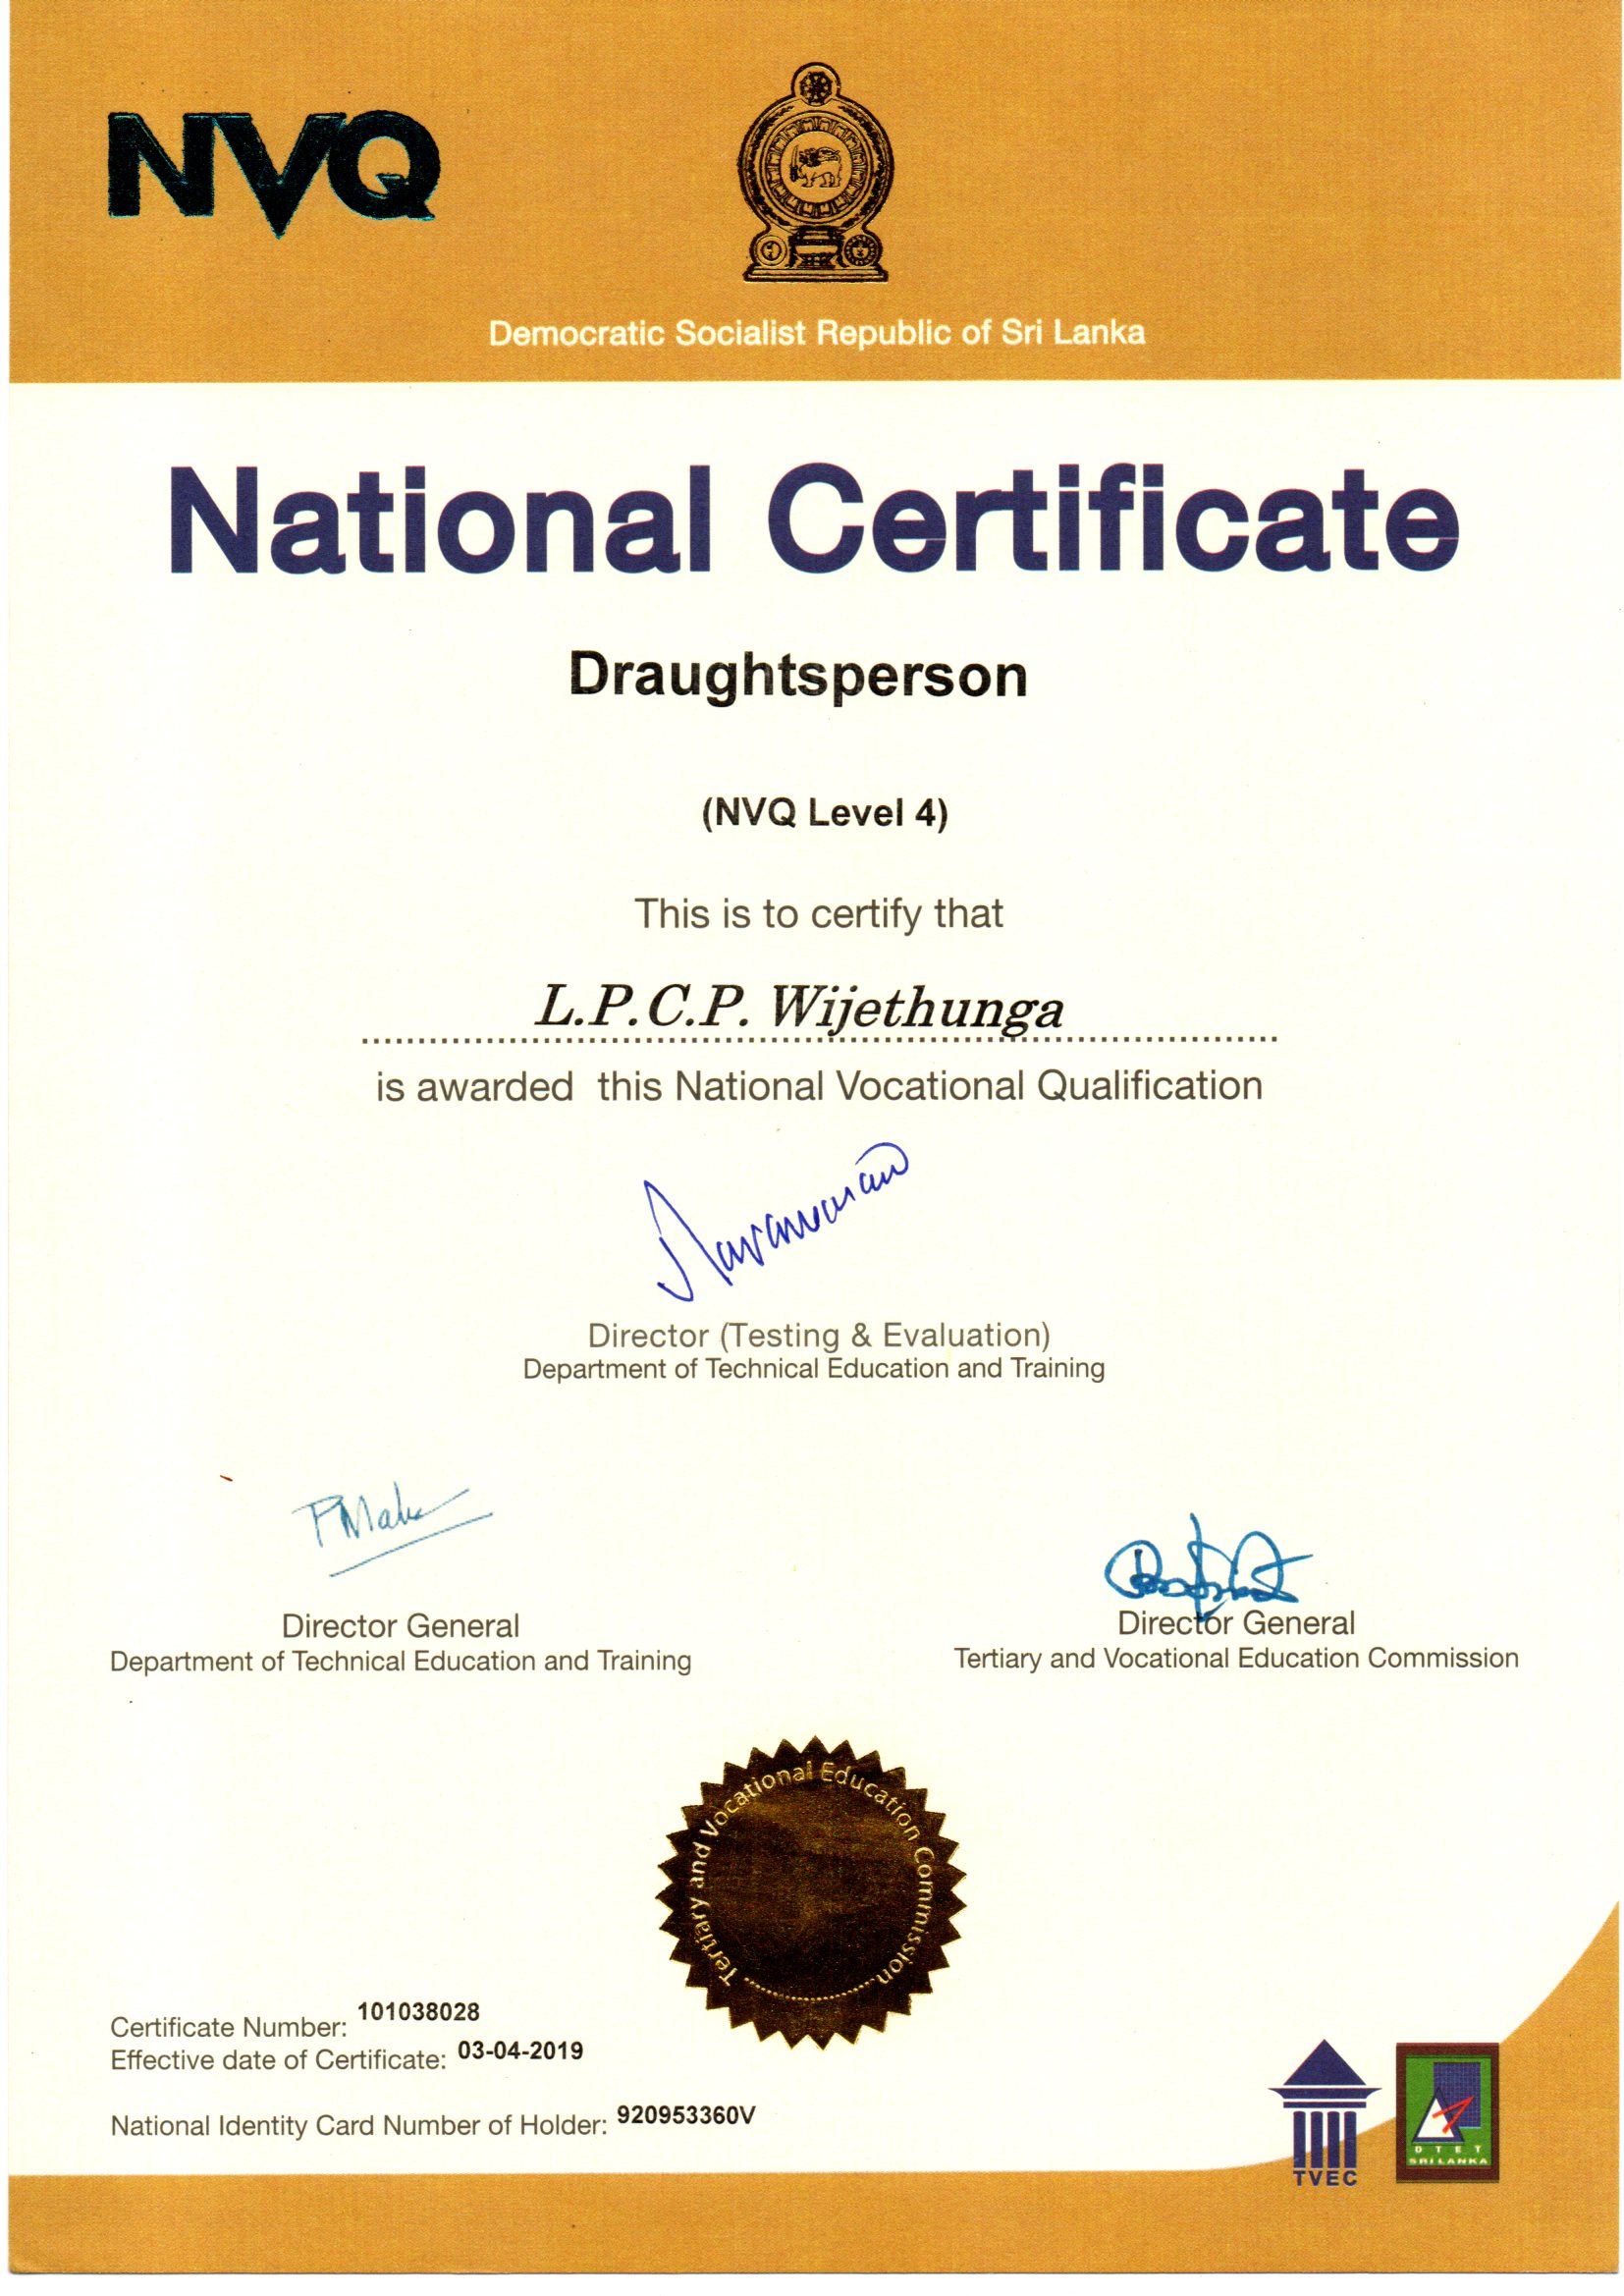 NVQ
Democratic Socialist Republic of Sri Lanka
National Certificate
Draughtsperson
(NVQ Level 4)
This is to certify that
L.P.C.P. Wijethunga
is awarded this National Vocational Qualification
Director (Testing & Evaluation)
Department of Technical Education and Training
Director General
Department of Technical Education and Training
Director General
Tertiary and Vocational Education Commission
Tertiary and Vocational Education Commission
Certificate Number: 101038028
Effective date of Certificate: 03-04-2019
National Identity Card Number of Holder: 920953360V
TVEC
DTET
SRI LANKA